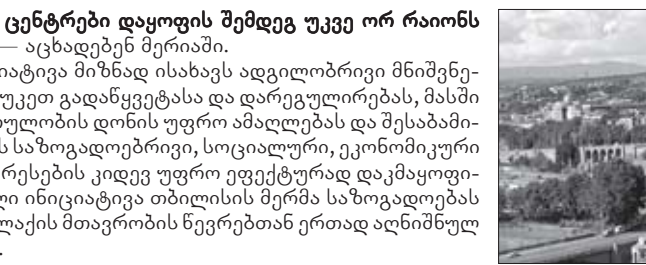 ცენტრები დაყოფის შემდეგ უკვე ორ რაიონს
— აცხადებენ მერიაში.
იატივა მიზნად ისახავს ადგილობრივი მნიშვნე-
უკეთ გადაწყვეტასა და დარეგულირებას, მასში
ულობის დონის უფრო ამაღლებას და შესაბამი-
ს საზოგადოებრივი, სოციალური, ეკონომიკური
რესების კიდევ უფრო ეფექტურად დაკმაყოფი-
ლი ინიციატივა თბილისის მერმა საზოგადოებას
ლაქის მთავრობის წევრებთან ერთად აღნიშნულ
.